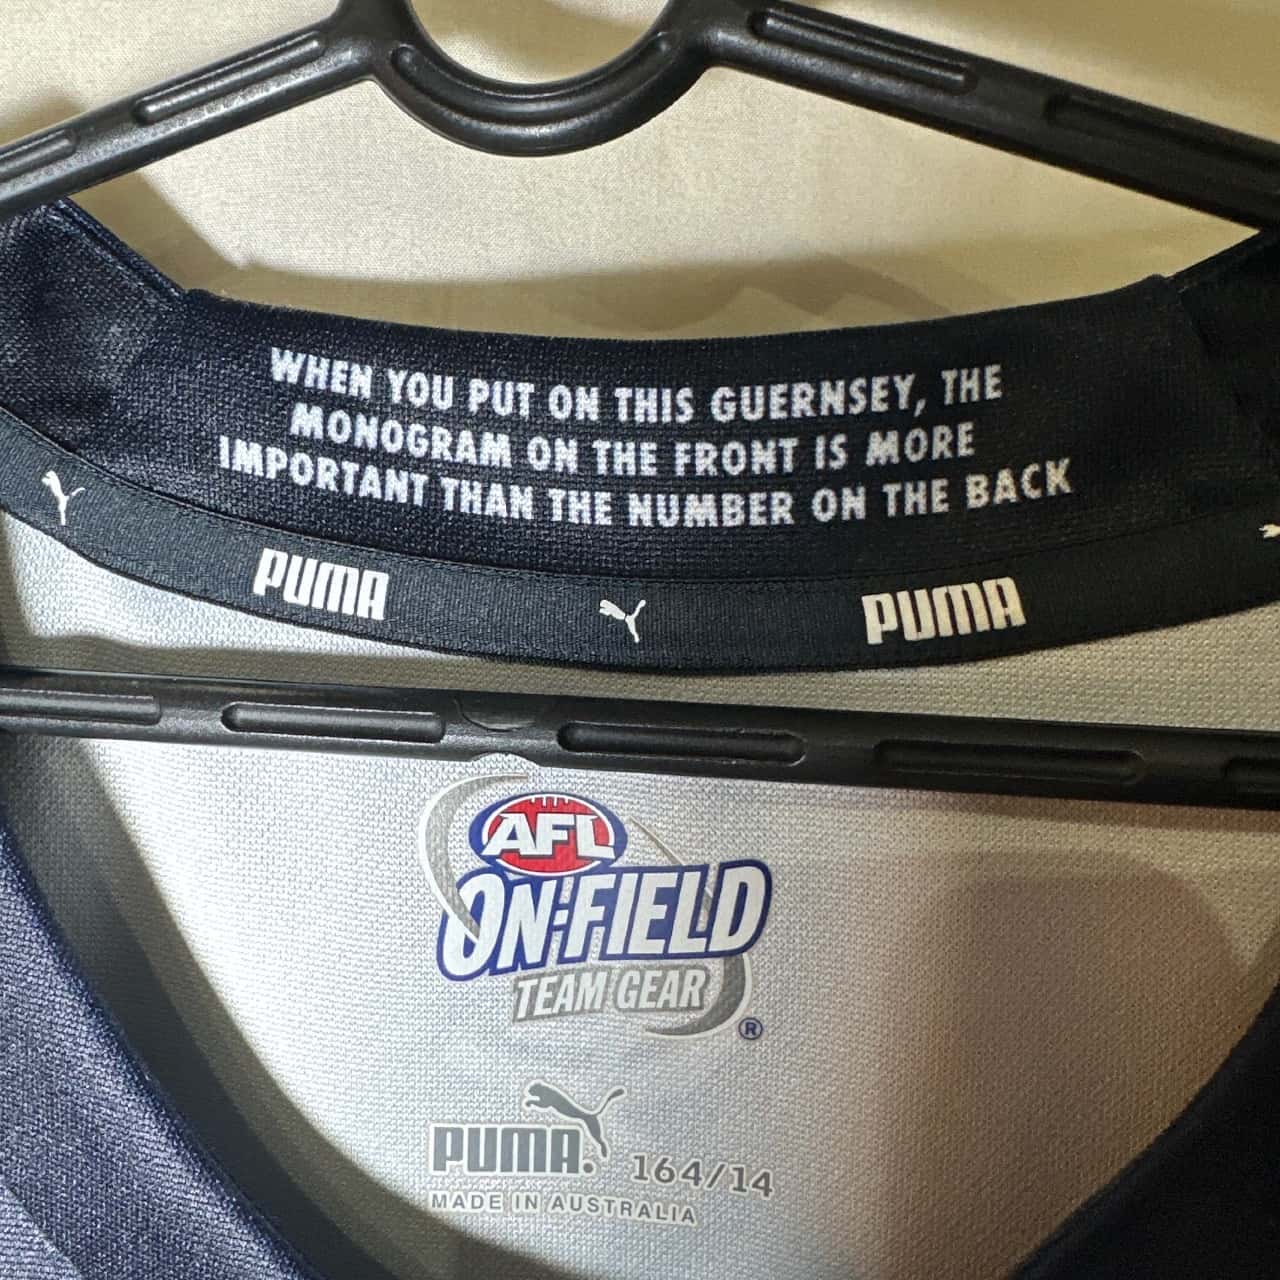 WHEN YOU PUT ON THIS GUERNSEY, THE
MONOGRAM ON THE FRONT IS MORE
IMPORTANT THAN THE NUMBER ON THE BACK
PUMA PUMA
AFL
ON-FIELD
TEAM GEAR
®
PUMA. 164/14
MADE IN AUSTRALIA